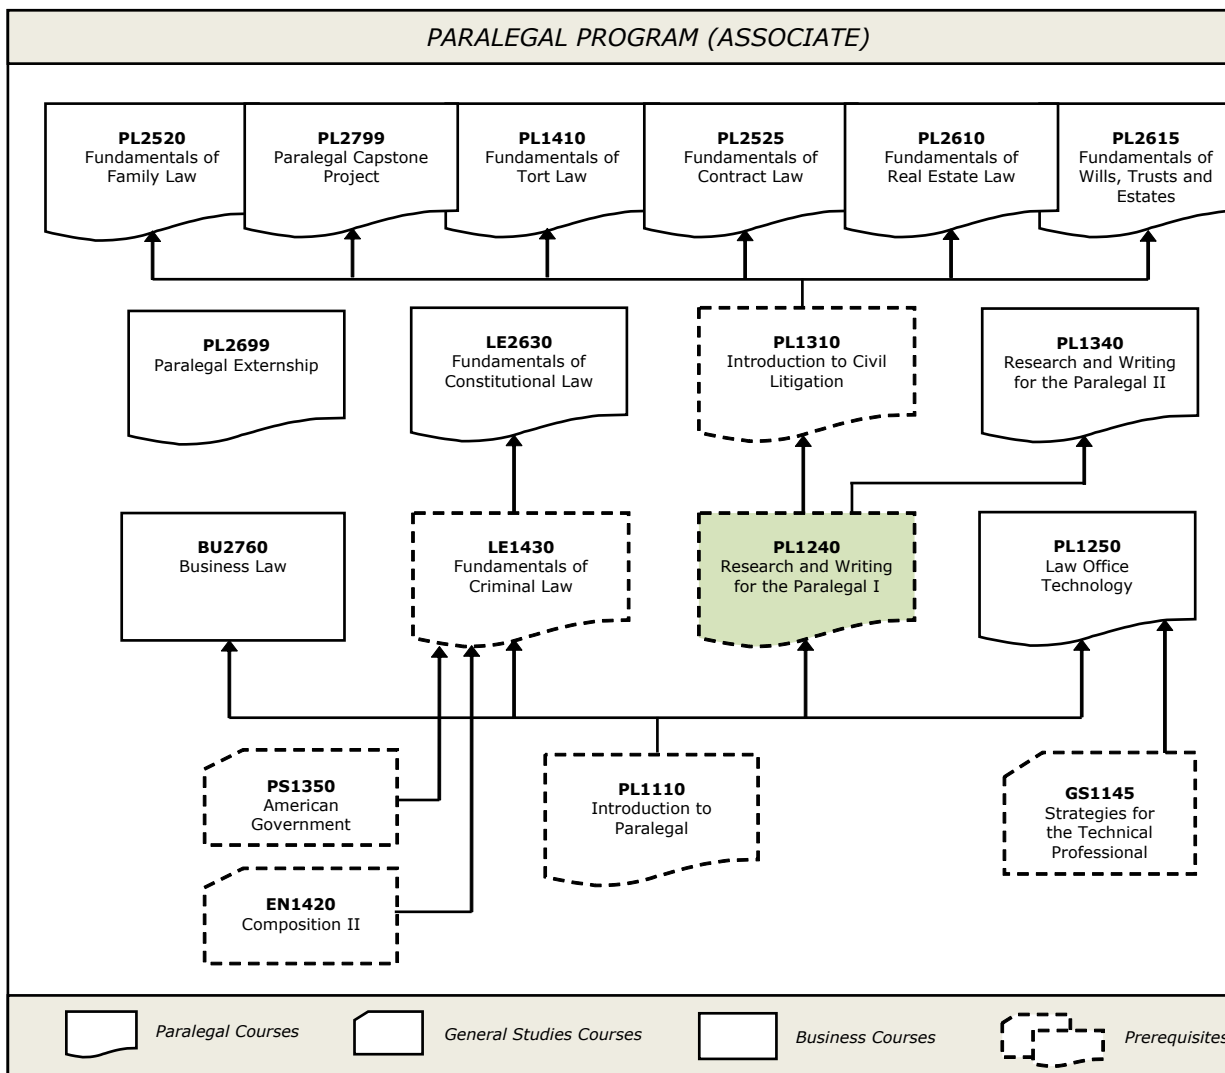 PARALEGAL PROGRAM (ASSOCIATE)
PL2520
Fundamentals of
Family Law
PL2799
Paralegal Capstone
Project
PL1410
Fundamentals of
Tort Law
PL2525
Fundamentals of
Contract Law
PL2610
Fundamentals of
Real Estate Law
PL2615
Fundamentals of
Wills, Trusts and
Estates
PL2699
Paralegal Externship
LE2630
Fundamentals of
Constitutional Law
PL1310
Introduction to Civil
Litigation
PL1340
Research and Writing
for the Paralegal II
BU2760
Business Law
LE1430
Fundamentals of
Criminal Law
PL1240
Research and Writing
for the Paralegal I
PL1250
Law Office
Technology
PS1350
American
Government
PL1110
Introduction to
Paralegal
GS1145
Strategies for
the Technical
Professional
EN1420
Composition II
Paralegal Courses
General Studies Courses
Business Courses
Prerequisites